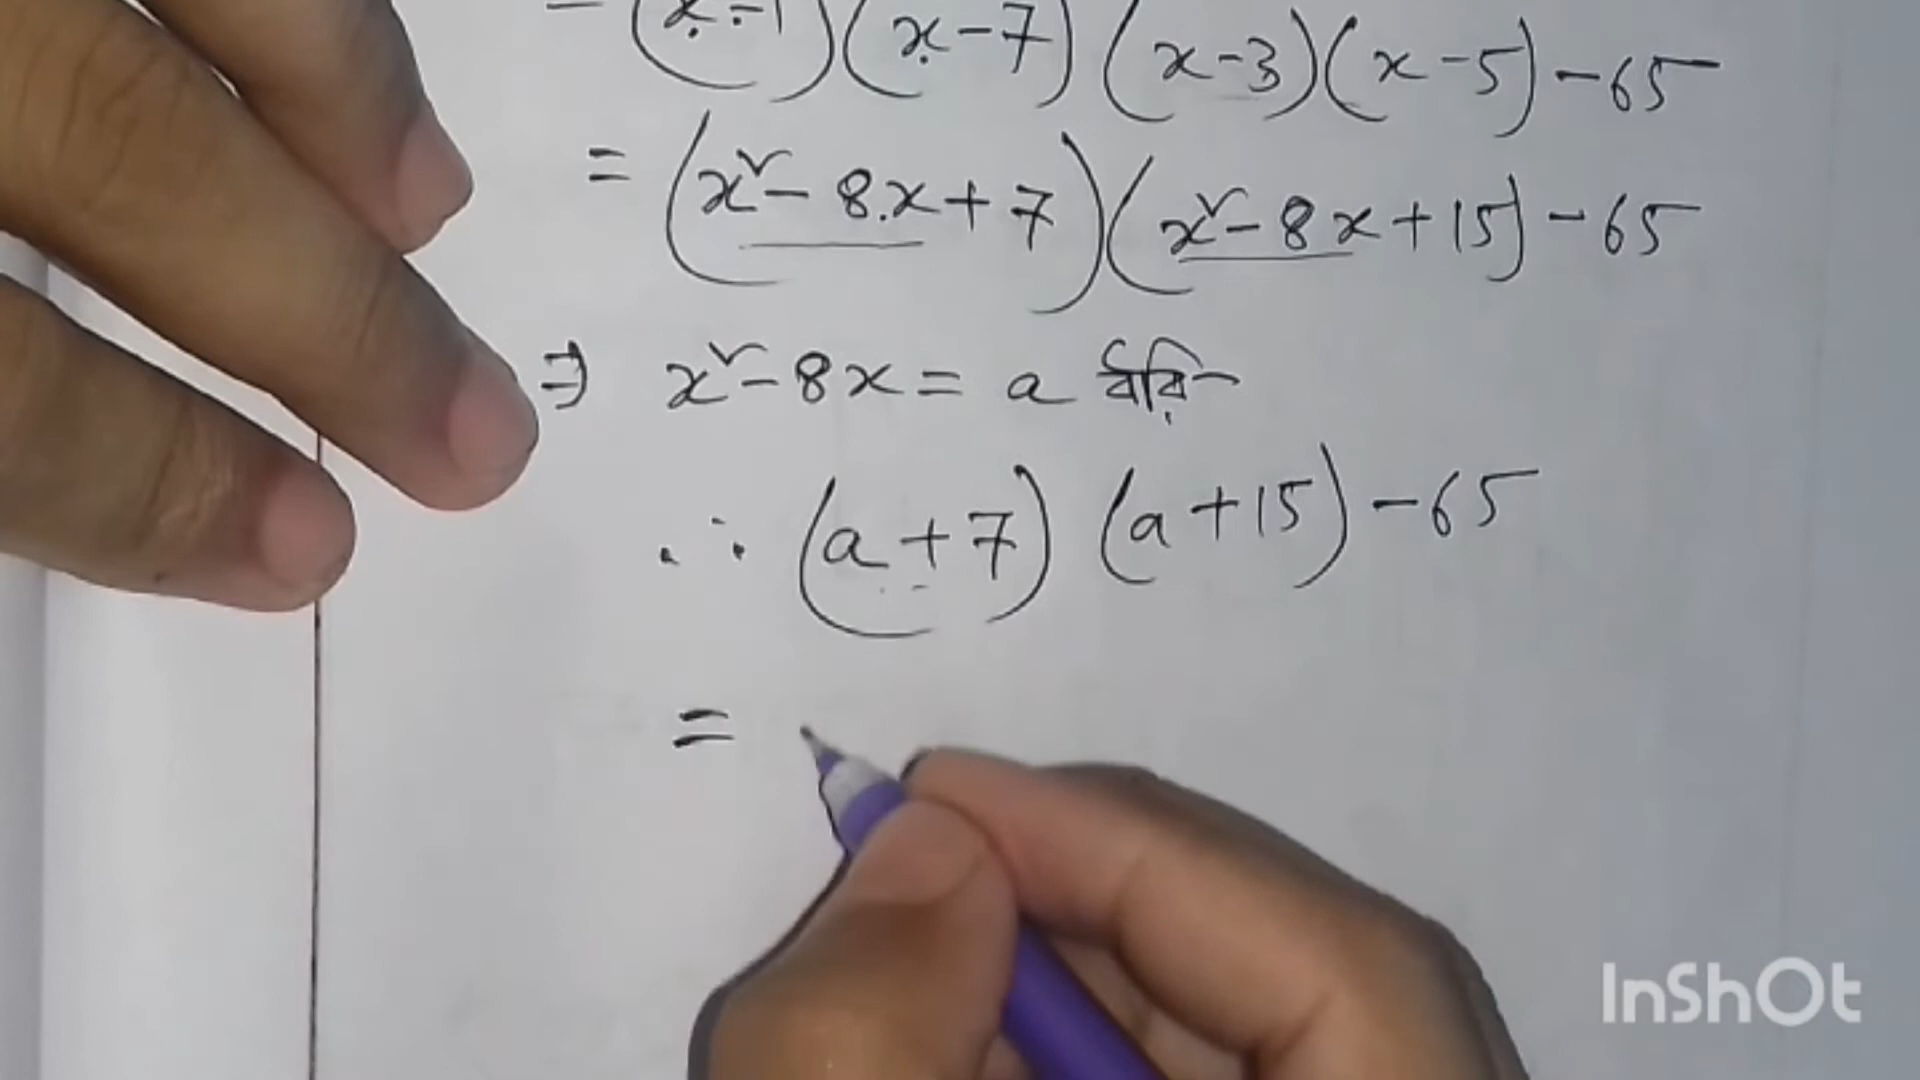 = (x-1)(x-7)(x-3)(x-5)-65
= (x²-8x+7)(x²-8x+15)-65
⇒ x²-8x = a ধরি
∴ (a+7) (a+15)-65
=
InShOt